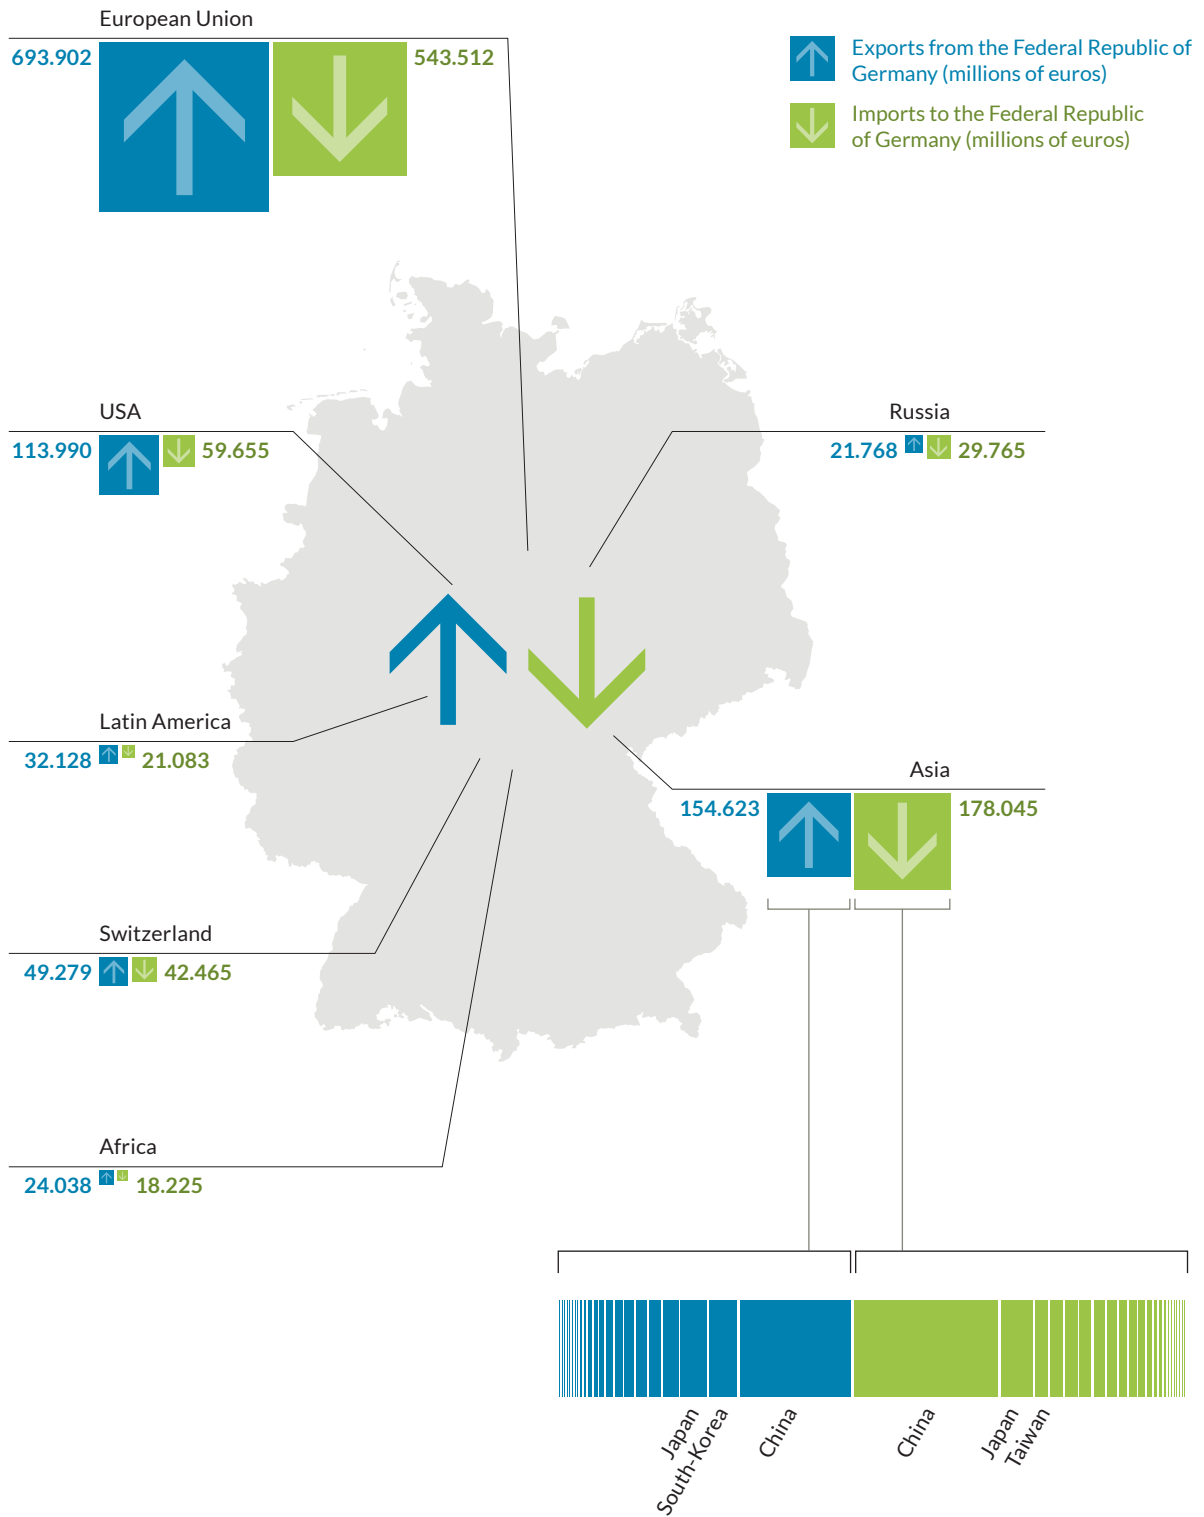 European Union
693.902
543.512
Exports from the Federal Republic of
Germany (millions of euros)
Imports to the Federal Republic
of Germany (millions of euros)
USA
113.990
59.655
Russia
21.768
29.765
Latin America
32.128
21.083
Asia
154.623
178.045
Switzerland
49.279
42.465
Africa
24.038
18.225
Japan
South-Korea
China
China
Japan
Taiwan